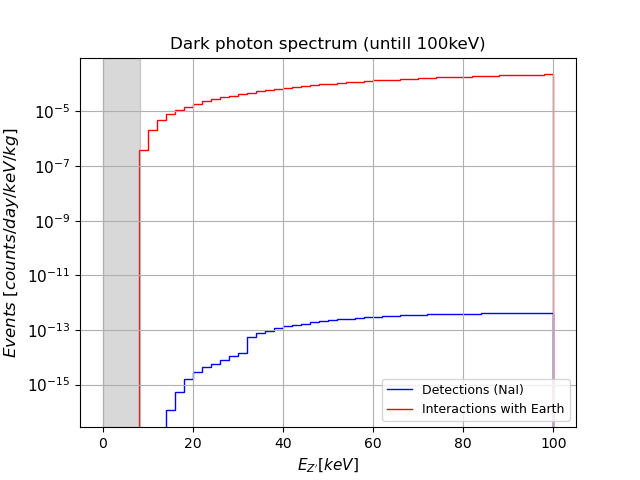 Dark photon spectrum (untill 100keV)
Events [counts/day/keV/kg]
10⁻⁵
10⁻⁷
10⁻⁹
10⁻¹¹
10⁻¹³
10⁻¹⁵
Detections (NaI)
Interactions with Earth
0 20 40 60 80 100
E_{Z'}[keV]